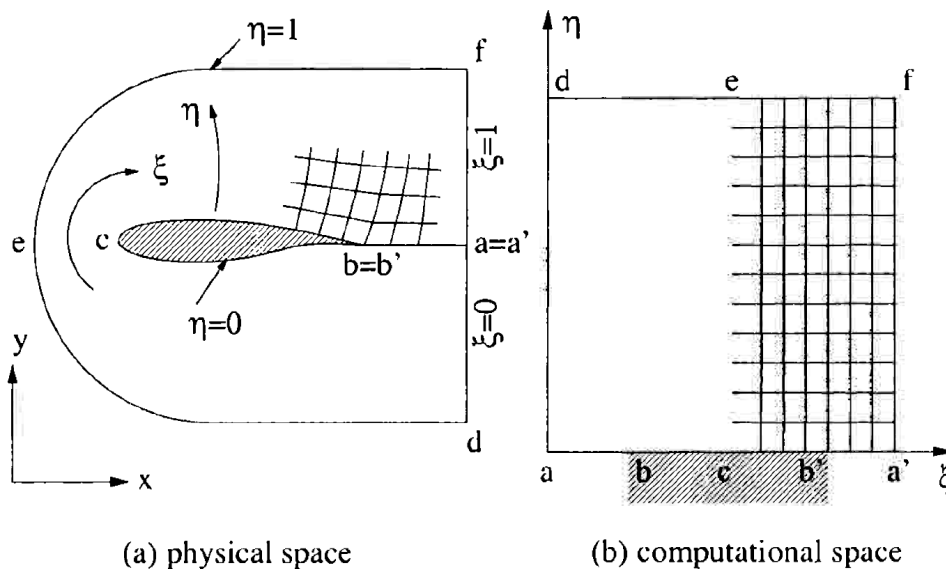 η=1
f
η
ξ=1
ξ
e
c
a=a'
b=b'
η=0
ξ=0
y
x
d
(a) physical space
η
d
e
f
a
b
c
b'
a'
ξ
(b) computational space